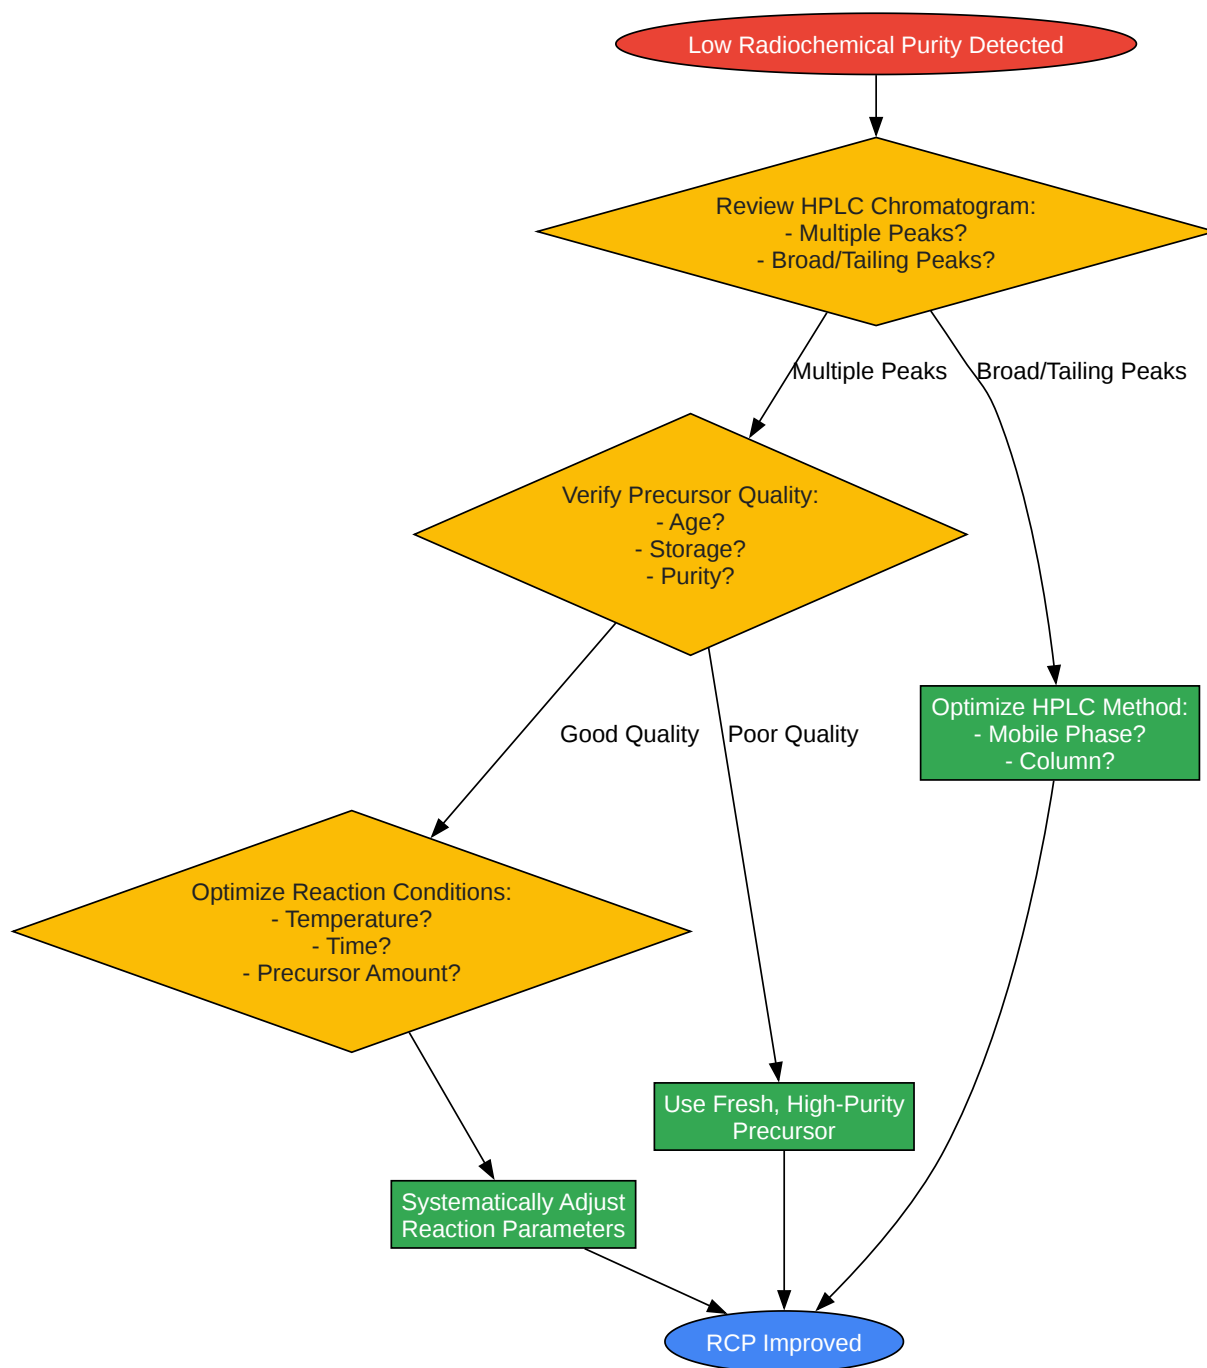 Low Radiochemical Purity Detected
Review HPLC Chromatogram:
- Multiple Peaks?
- Broad/Tailing Peaks?
Multiple Peaks
Broad/Tailing Peaks
Verify Precursor Quality:
- Age?
- Storage?
- Purity?
Good Quality
Poor Quality
Optimize HPLC Method:
- Mobile Phase?
- Column?
Optimize Reaction Conditions:
- Temperature?
- Time?
- Precursor Amount?
Use Fresh, High-Purity
Precursor
Systematically Adjust
Reaction Parameters
RCP Improved